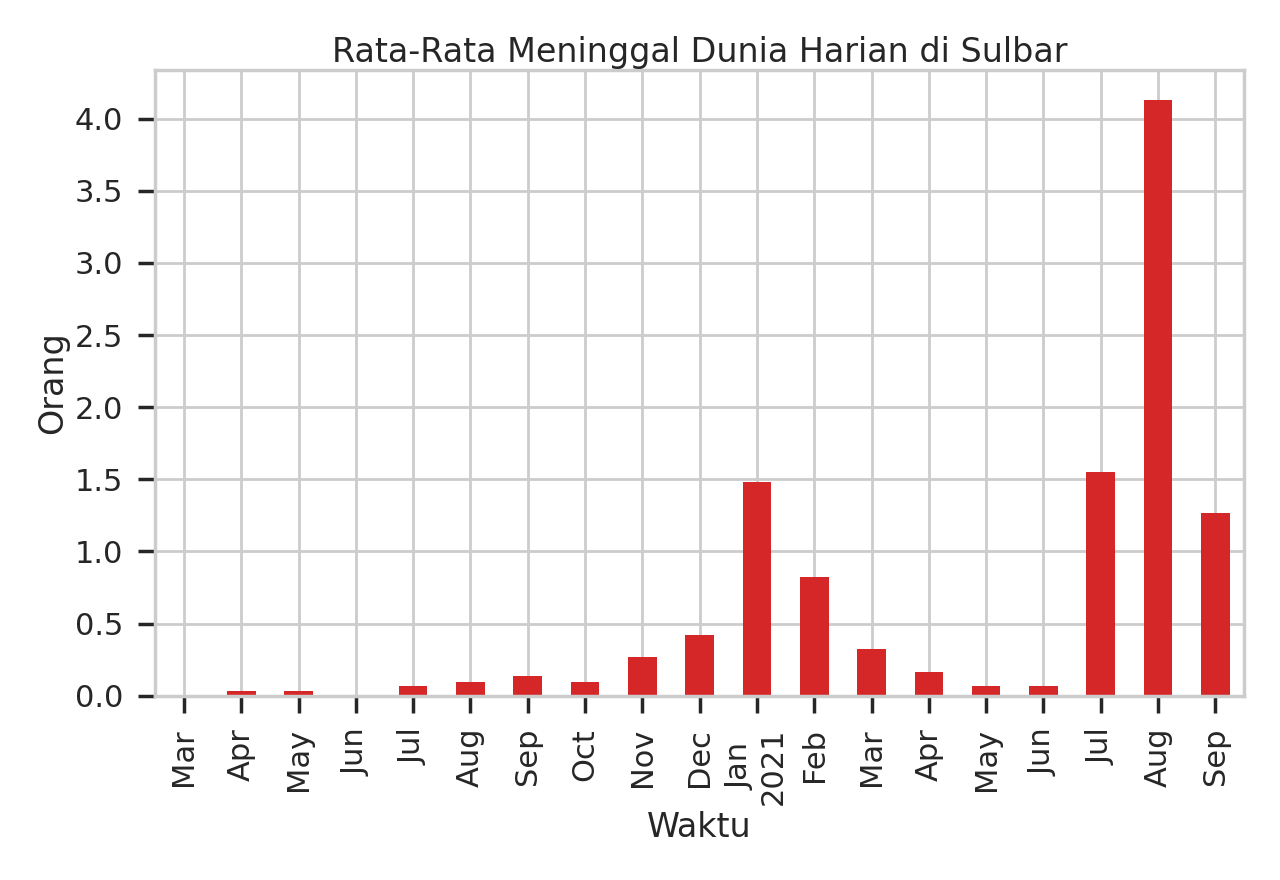 Rata-Rata Meninggal Dunia Harian di Sulbar
Orang
4.0
3.5
3.0
2.5
2.0
1.5
1.0
0.5
0.0
Mar
Apr
May
Jun
Jul
Aug
Sep
Oct
Nov
Dec
Jan
2021
Feb
Mar
Apr
May
Jun
Jul
Aug
Sep
Waktu